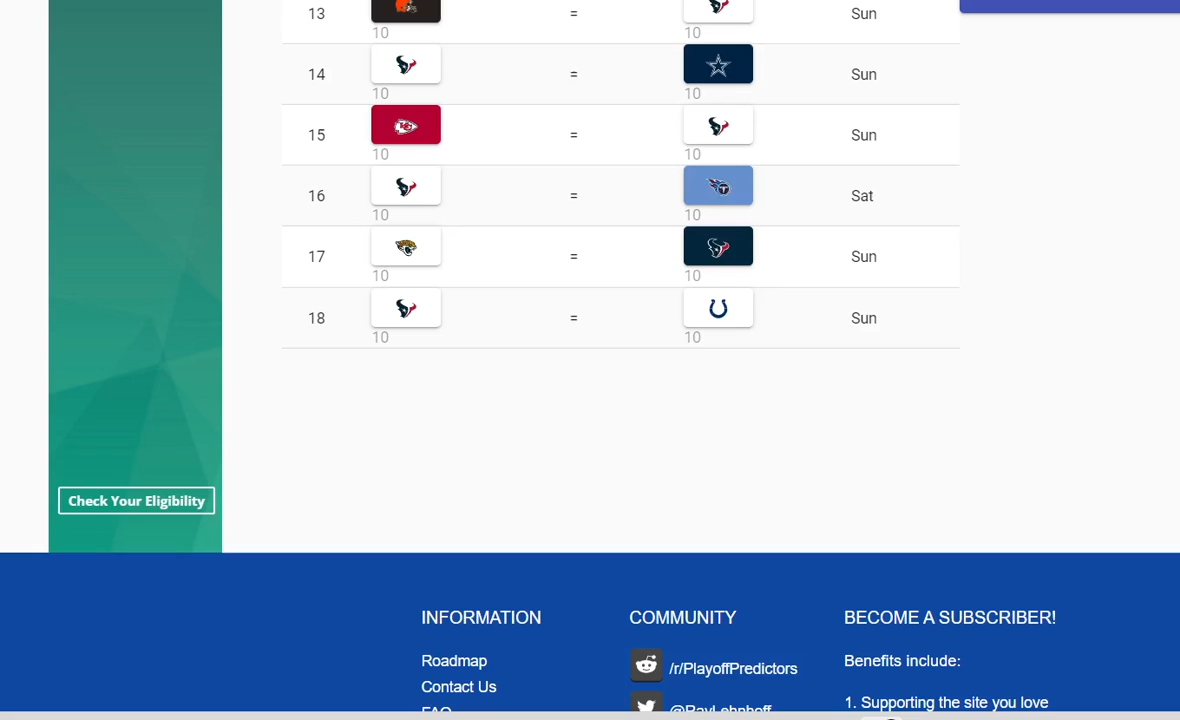 13 = Sun
10 10
14 = Sun
10 10
15 = Sun
10 10
16 = Sat
10 10
17 = Sun
10 10
18 = Sun
10 10
Check Your Eligibility
INFORMATION COMMUNITY BECOME A SUBSCRIBER!
Roadmap /r/PlayoffPredictors Benefits include:
Contact Us
FAQ @RayLehnhoff 1. Supporting the site you love